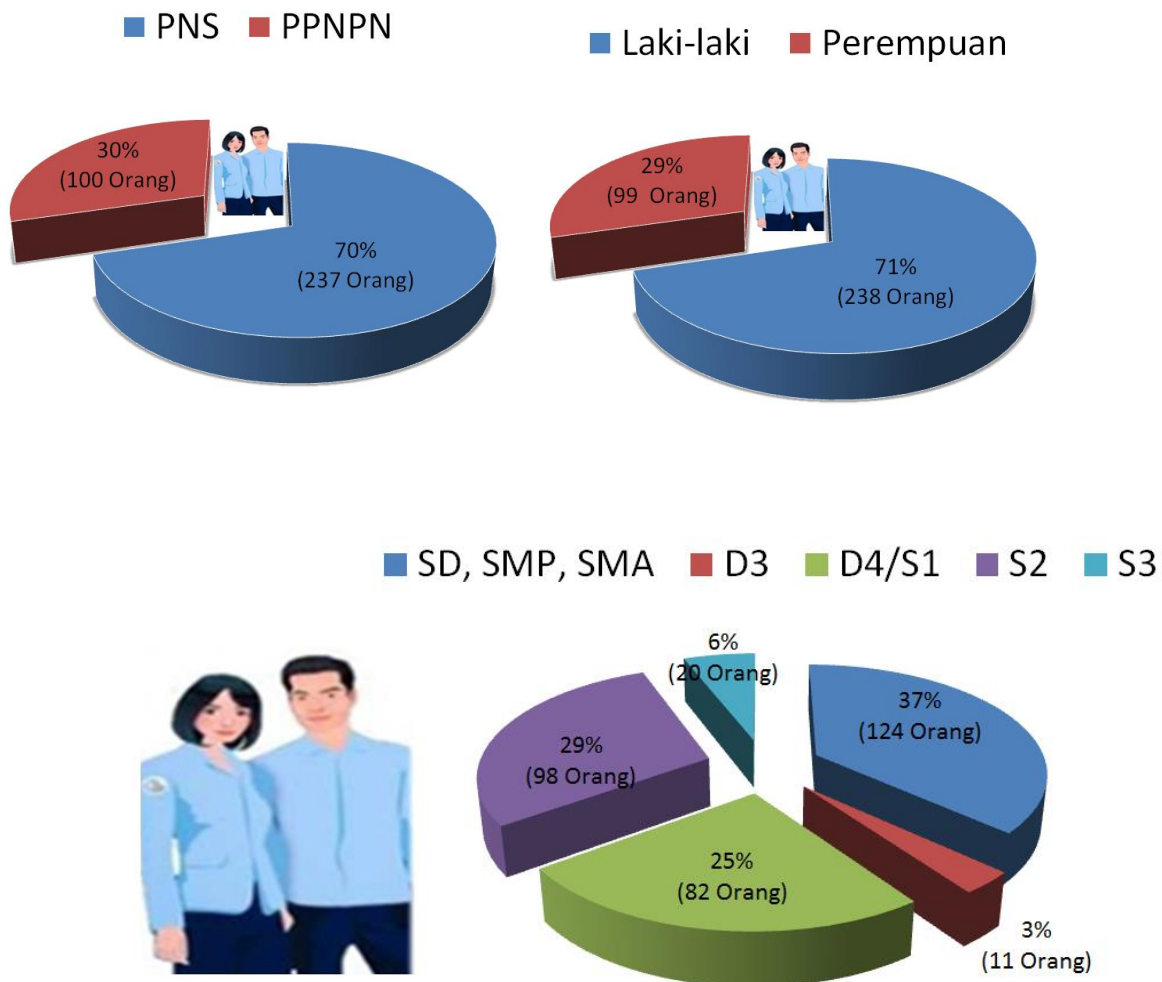 PNS PPNPN
30%
(100 Orang)
70%
(237 Orang)
Laki-laki Perempuan
29%
(99 Orang)
71%
(238 Orang)
SD, SMP, SMA D3 D4/S1 S2 S3
6%
(20 Orang)
37%
(124 Orang)
29%
(98 Orang)
25%
(82 Orang)
3%
(11 Orang)